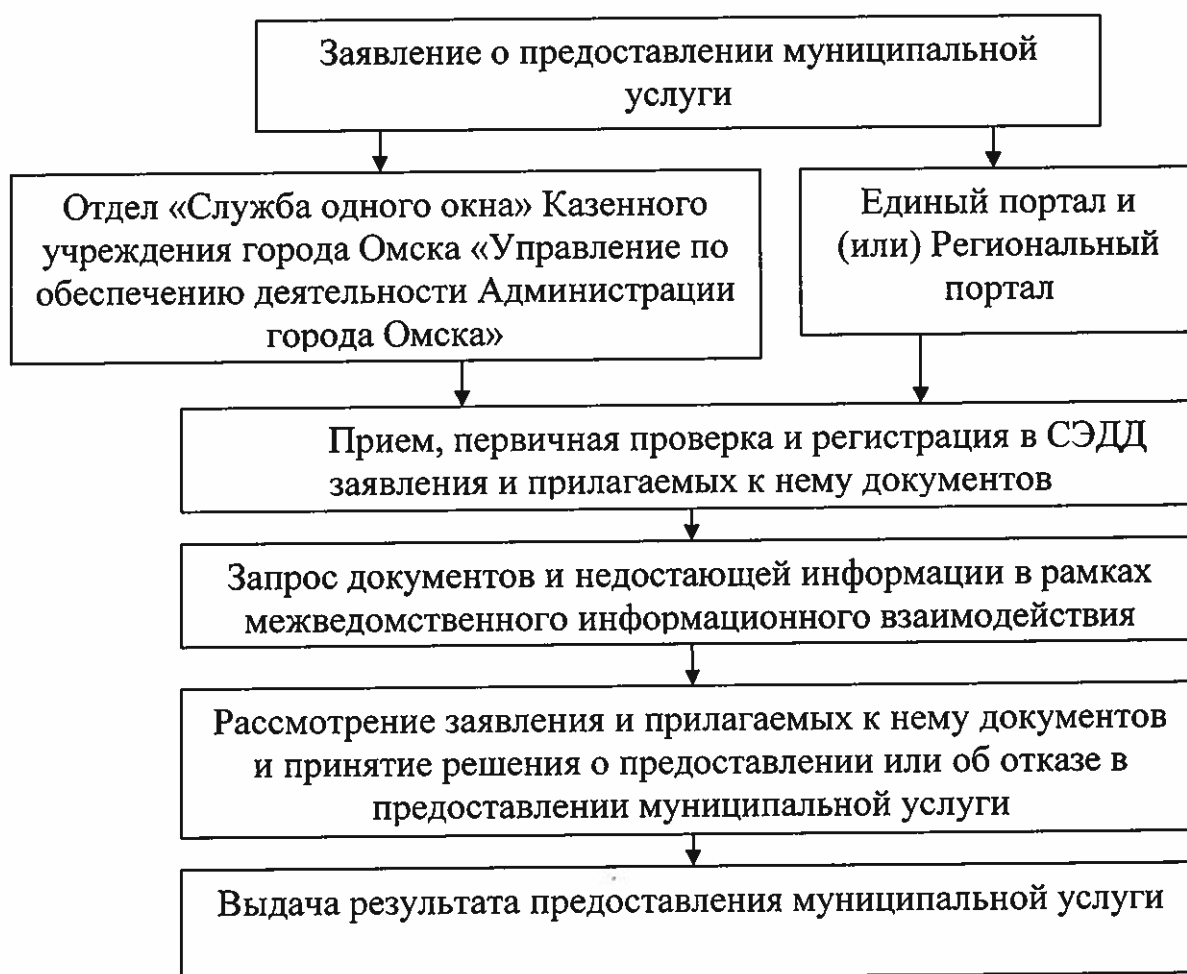 Заявление о предоставлении муниципальной
услуги
Отдел «Служба одного окна» Казенного
учреждения города Омска «Управление по
обеспечению деятельности Администрации
города Омска»
Единый портал и
(или) Региональный
портал
Прием, первичная проверка и регистрация в СЭДД
заявления и прилагаемых к нему документов
Запрос документов и недостающей информации в рамках
межведомственного информационного взаимодействия
Рассмотрение заявления и прилагаемых к нему документов
и принятие решения о предоставлении или об отказе в
предоставлении муниципальной услуги
Выдача результата предоставления муниципальной услуги